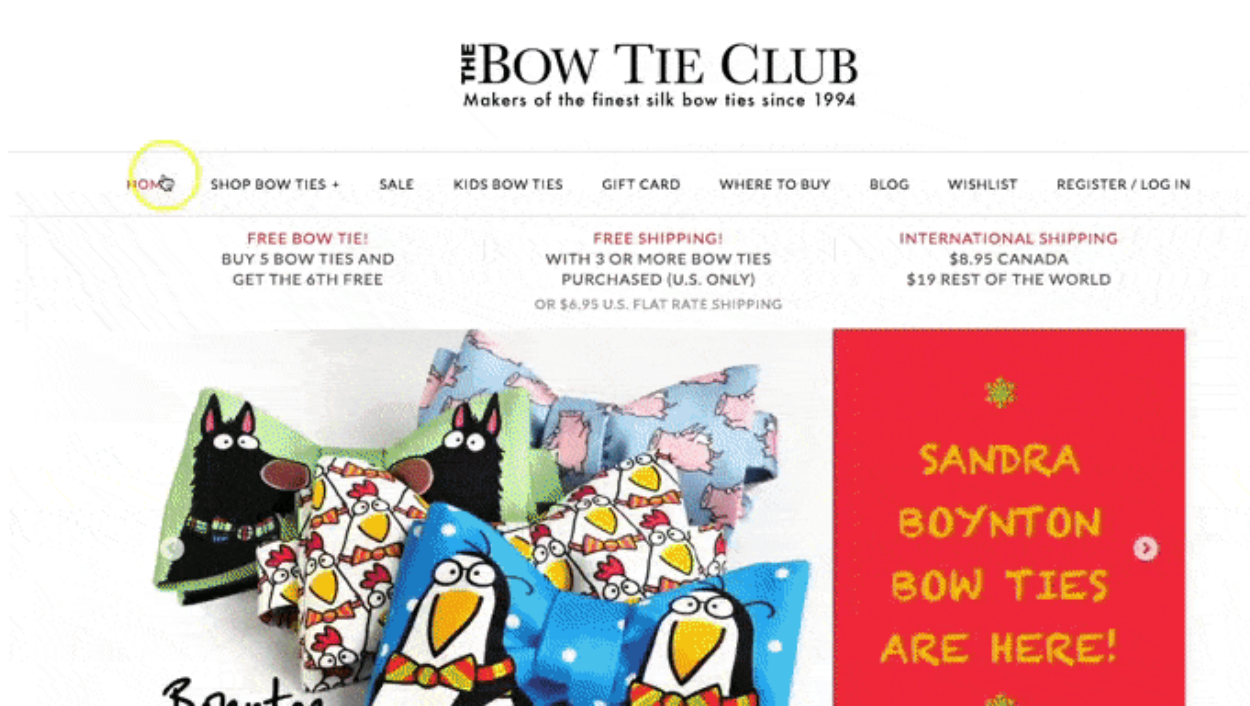 THE BOW TIE CLUB
Makers of the finest silk bow ties since 1994
HOME SHOP BOW TIES + SALE KIDS BOW TIES GIFT CARD WHERE TO BUY BLOG WISHLIST REGISTER / LOG IN
FREE BOW TIE!
BUY 5 BOW TIES AND
GET THE 6TH FREE
FREE SHIPPING!
WITH 3 OR MORE BOW TIES
PURCHASED (U.S. ONLY)
OR $6.95 U.S. FLAT RATE SHIPPING
INTERNATIONAL SHIPPING
$8.95 CANADA
$19 REST OF THE WORLD
SANDRA
BOYNTON
BOW TIES
ARE HERE!